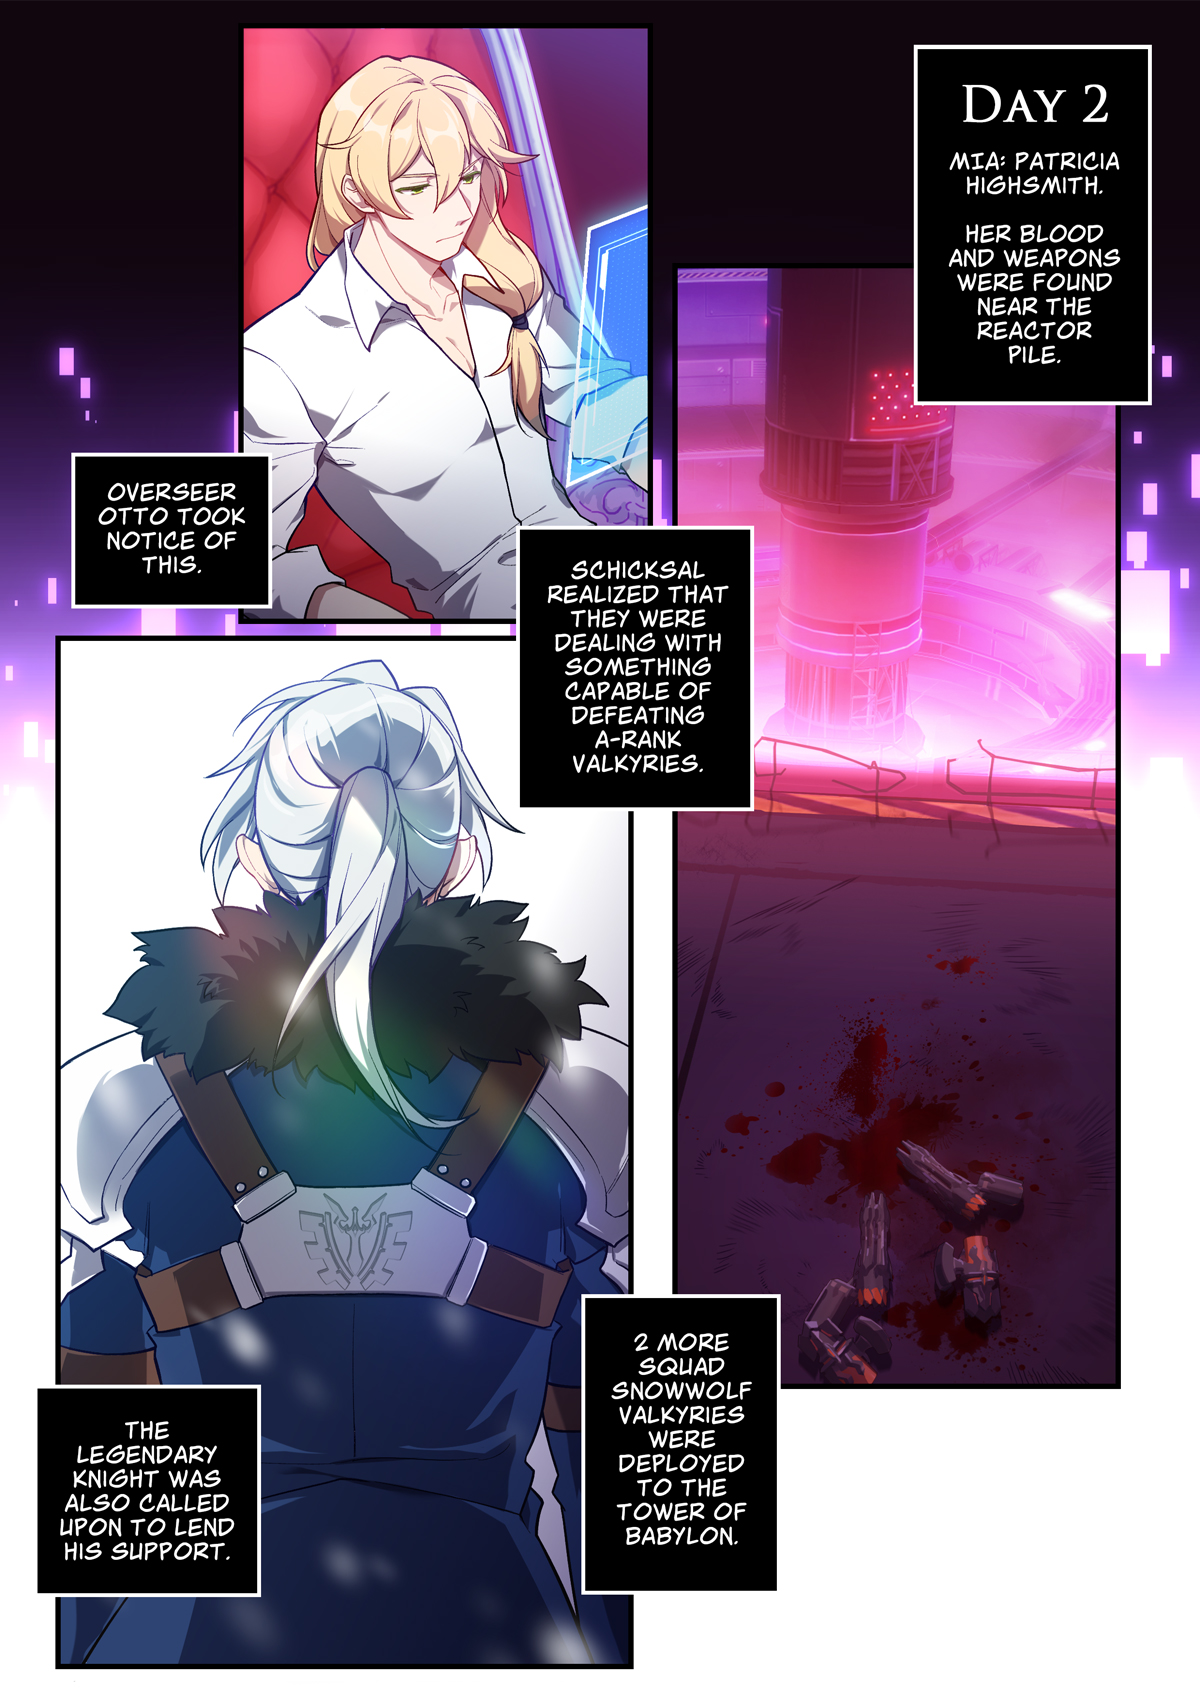 DAY 2
MIA: PATRICIA
HIGHSMITH.
HER BLOOD
AND WEAPONS
WERE FOUND
NEAR THE
REACTOR
PILE.
OVERSEER
OTTO TOOK
NOTICE OF
THIS.
SCHICKSAL
REALIZED THAT
THEY WERE
DEALING WITH
SOMETHING
CAPABLE OF
DEFEATING
A-RANK
VALKYRIES.
2 MORE
SQUAD
SNOWWOLF
VALKYRIES
WERE
DEPLOYED
TO THE
TOWER OF
BABYLON.
THE
LEGENDARY
KNIGHT WAS
ALSO CALLED
UPON TO LEND
HIS SUPPORT.